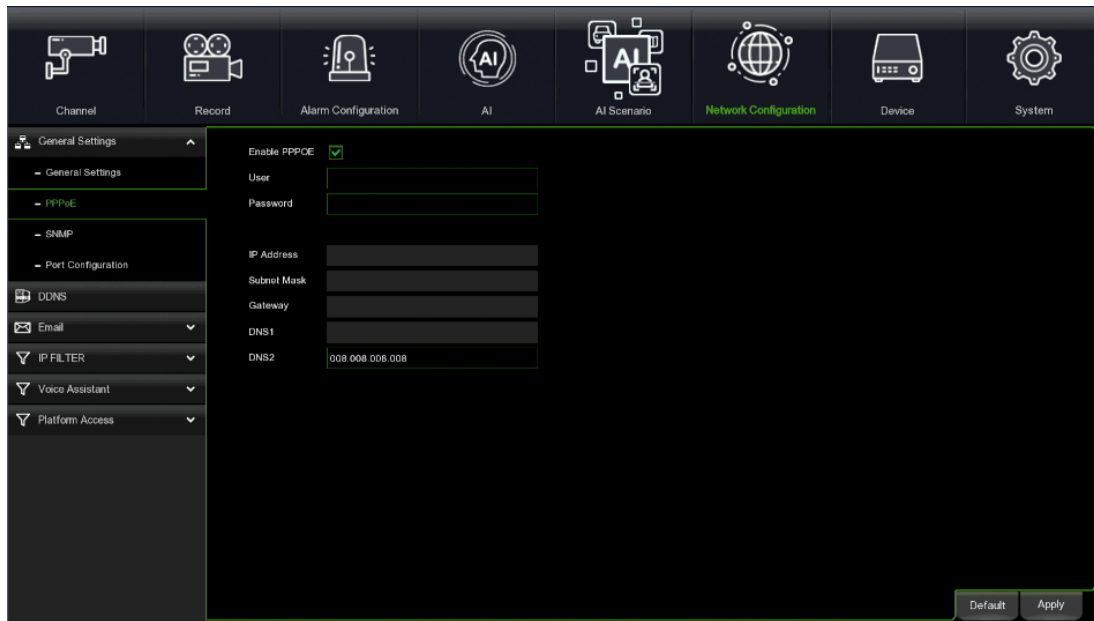 Channel
Record
Alarm Configuration
AI
AI Scenario
Network Configuration
Device
System
General Settings
General Settings
PPPoE
SNMP
Port Configuration
DDNS
Email
IP FILTER
Voice Assistant
Platform Access
Enable PPPOE
User
Password
IP Address
Subnet Mask
Gateway
DNS1
DNS2 008.008.008.008
Default Apply